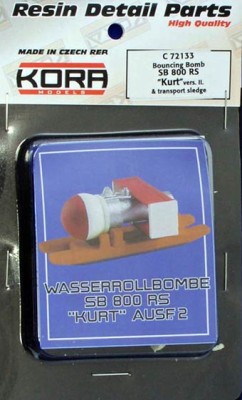 Resin Detail Parts
High Quality
MADE IN CZECH REP.
KORA
MODELS
C 72133
Bouncing Bomb
SB 800 RS
"Kurt" vers. II.
& transport sledge
WASSERROLLBOMBE
SB 800 RS
"KURT" AUSF.2